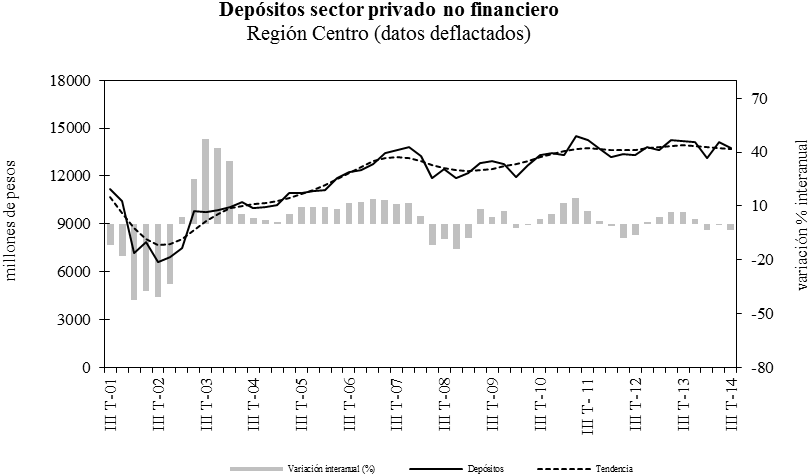 Depósitos sector privado no financiero
Región Centro (datos deflactados)
millones de pesos
18000
15000
12000
9000
6000
3000
0
70
40
10
-20
-50
-80
variación % interanual
III T-01
III T-02
III T-03
III T-04
III T-05
III T-06
III T-07
III T-08
III T-09
III T-10
III T- 11
III T-12
III T-13
III T-14
Variación interanual (%)
Depósitos
Tendencia